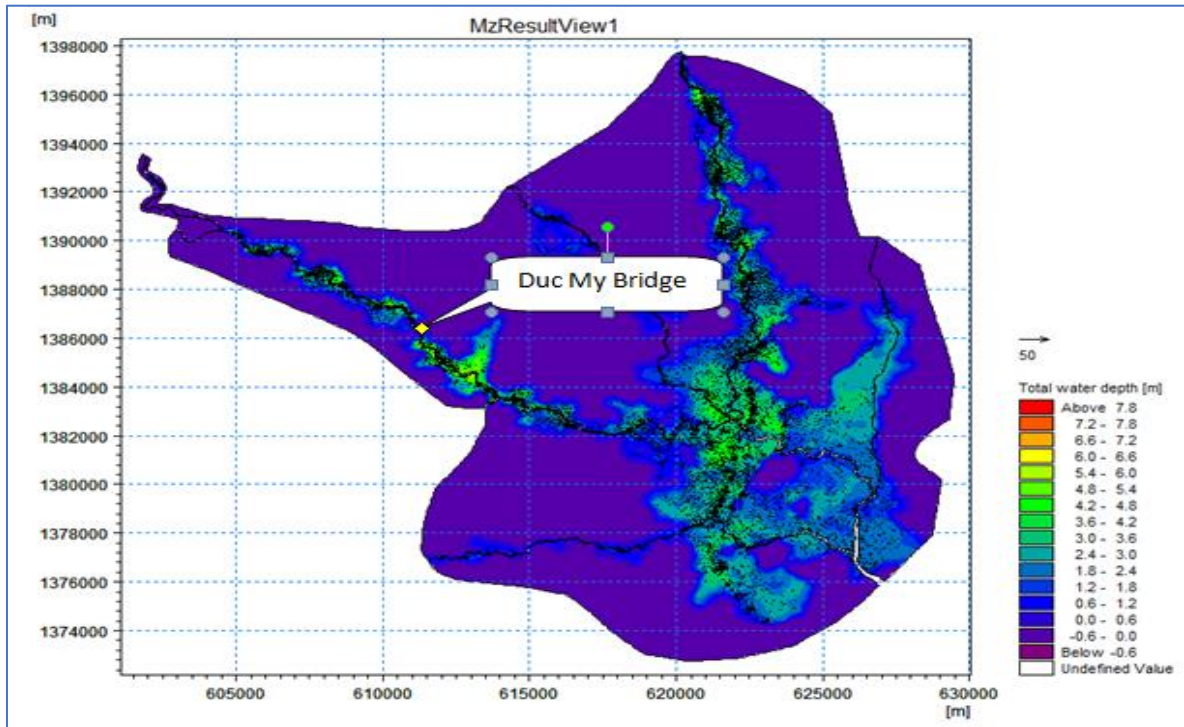 MzResultView1
[m]
1398000
1396000
1394000
1392000
1390000
1388000
1386000
1384000
1382000
1380000
1378000
1376000
1374000
Duc My Bridge
605000 610000 615000 620000 625000 630000
[m]
50
Total water depth [m]
Above 7.8
7.2 - 7.8
6.6 - 7.2
6.0 - 6.6
5.4 - 6.0
4.8 - 5.4
4.2 - 4.8
3.6 - 4.2
3.0 - 3.6
2.4 - 3.0
1.8 - 2.4
1.2 - 1.8
0.6 - 1.2
0.0 - 0.6
-0.6 - 0.0
Below -0.6
Undefined Value